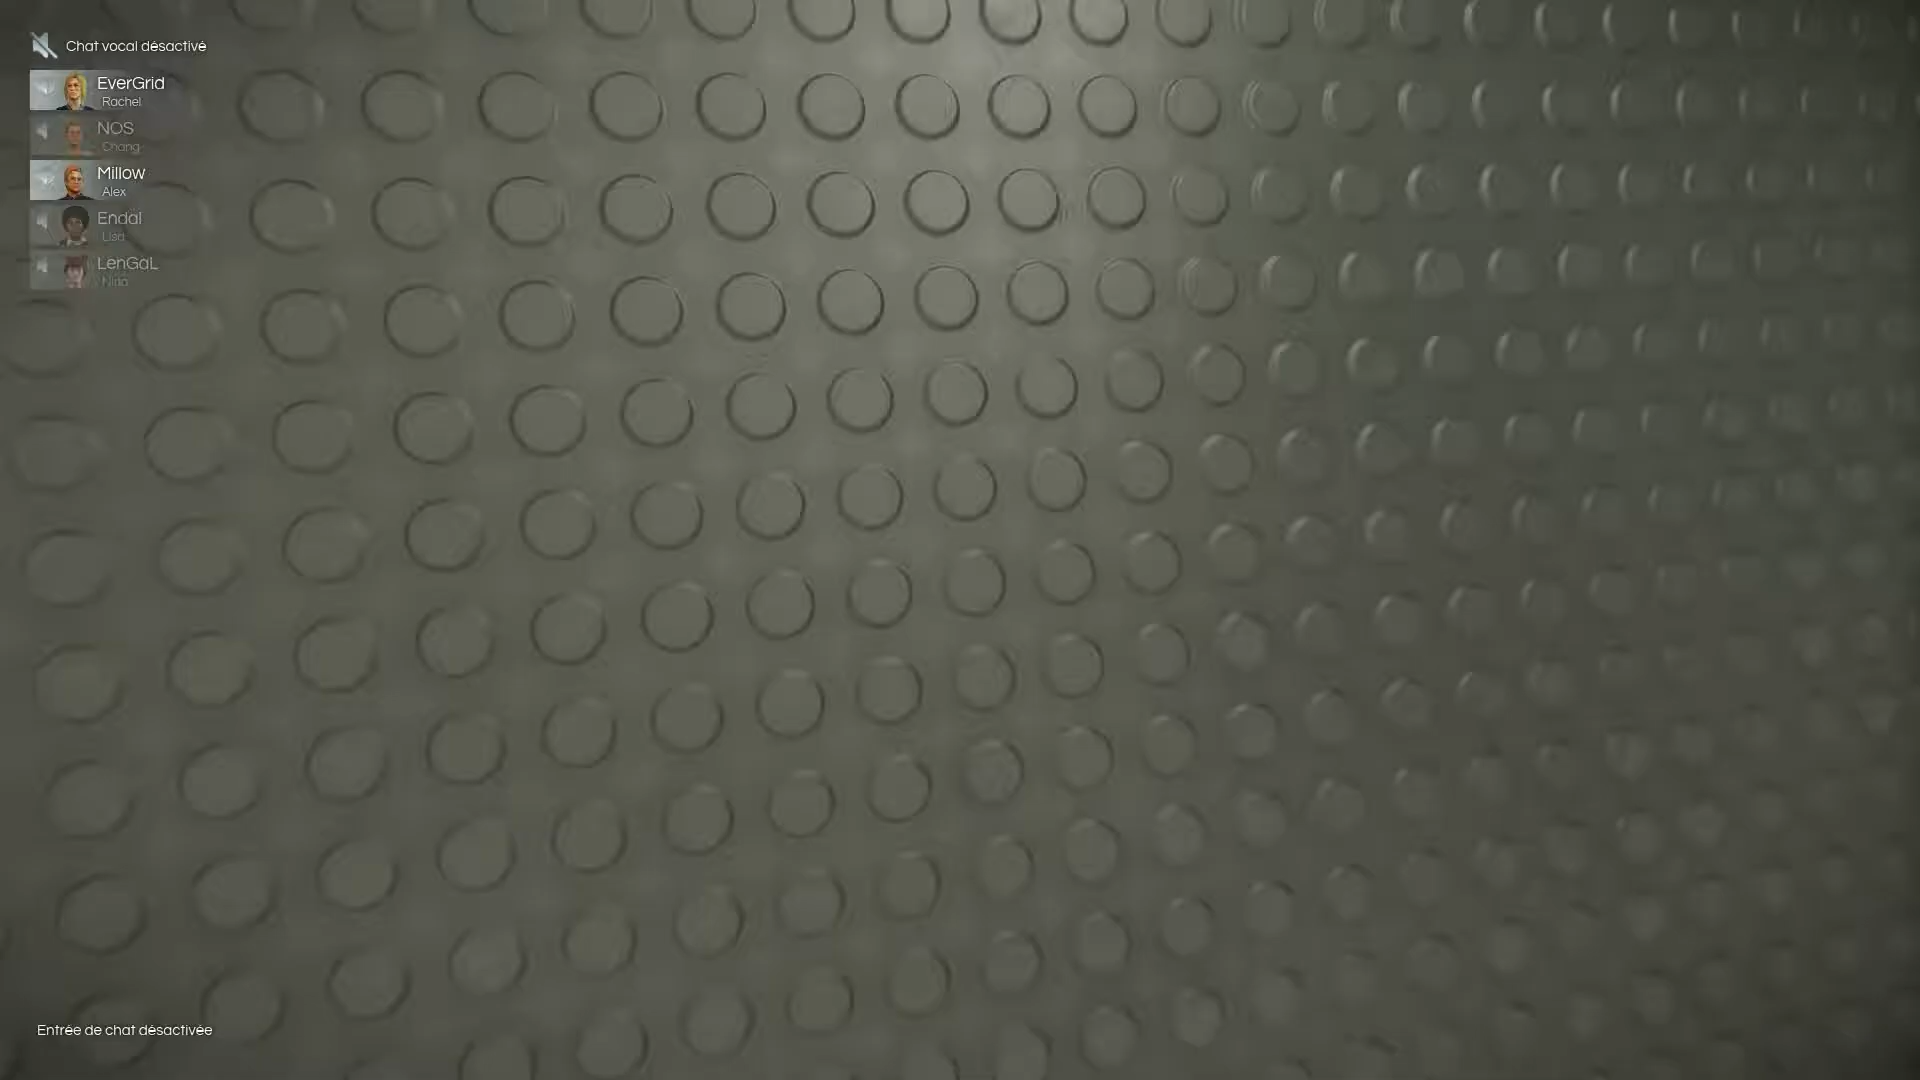 Chat vocal désactivé
EverGrid
Rachel
NOS
Chang
Millow
Alex
Endal
Lisa
LenGaL
Nina
Entrée de chat désactivée